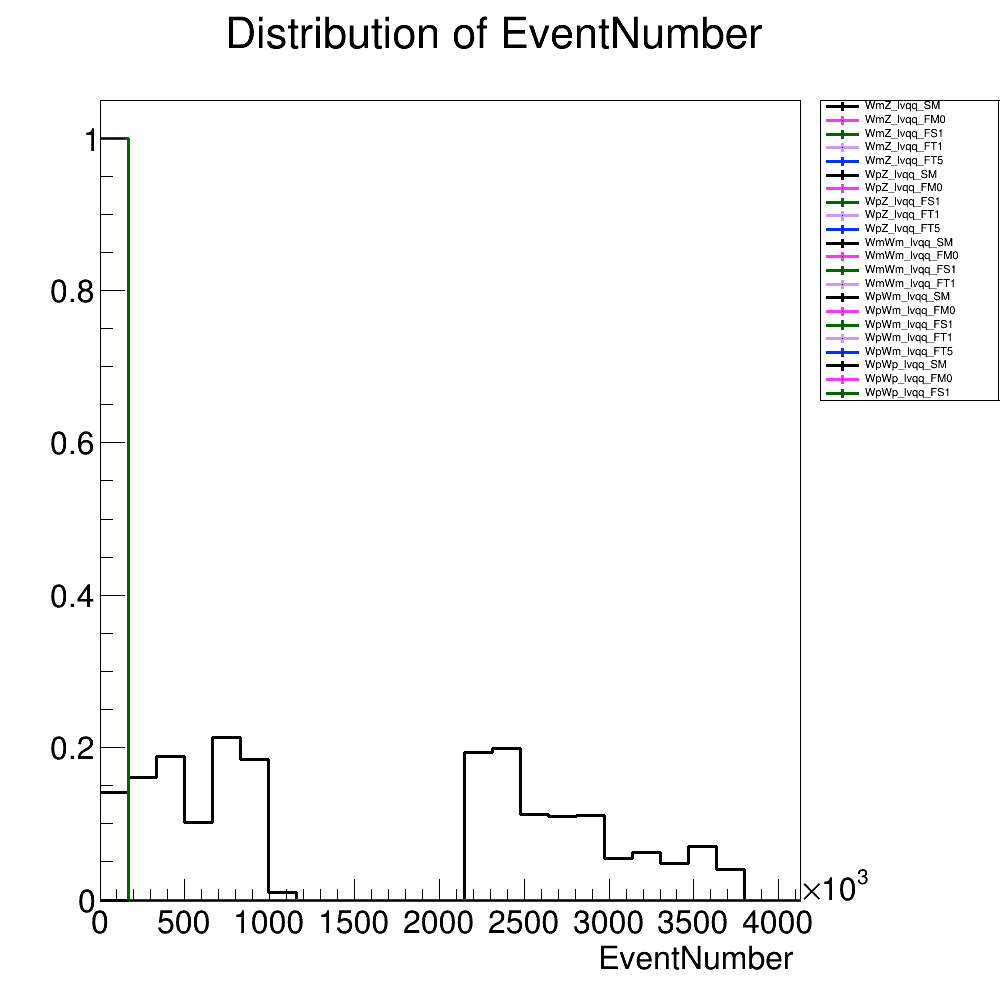 Distribution of EventNumber
WmZ_lvqq_SM
WmZ_lvqq_FM0
WmZ_lvqq_FS1
WmZ_lvqq_FT1
WmZ_lvqq_FT5
WpZ_lvqq_SM
WpZ_lvqq_FM0
WpZ_lvqq_FS1
WpZ_lvqq_FT1
WpZ_lvqq_FT5
WmWm_lvqq_SM
WmWm_lvqq_FM0
WmWm_lvqq_FS1
WmWm_lvqq_FT1
WpWm_lvqq_SM
WpWm_lvqq_FM0
WpWm_lvqq_FS1
WpWm_lvqq_FT1
WpWm_lvqq_FT5
WpWp_lvqq_SM
WpWp_lvqq_FM0
WpWp_lvqq_FS1
1
0.8
0.6
0.4
0.2
0
×10³
0 500 1000 1500 2000 2500 3000 3500 4000
EventNumber